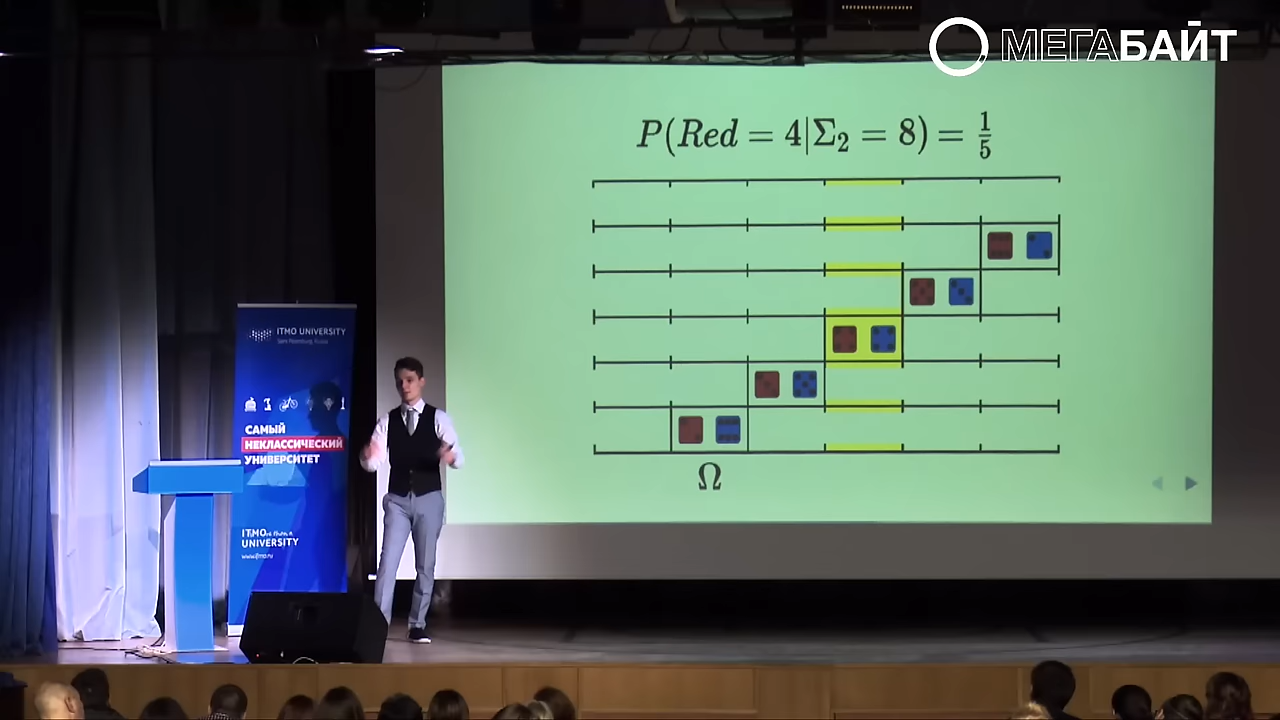 МЕГАБАЙТ
P(Red = 4|Σ₂ = 8) = 1/5
Ω
ITMO UNIVERSITY
Saint Petersburg, Russia
САМЫЙ
НЕКЛАССИЧЕСКИЙ
УНИВЕРСИТЕТ
UNIVERSITY
www.ifmo.ru